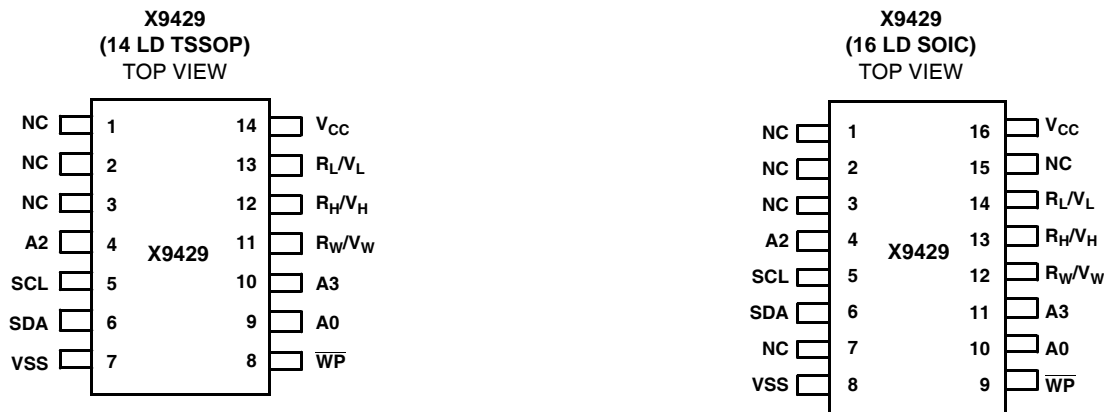 X9429
(14 LD TSSOP)
TOP VIEW
NC 1 14 VCC
NC 2 13 RL/VL
NC 3 12 RH/VH
A2 4 11 RW/VW
X9429
SCL 5 10 A3
SDA 6 9 A0
VSS 7 8 WP
X9429
(16 LD SOIC)
TOP VIEW
NC 1 16 VCC
NC 2 15 NC
NC 3 14 RL/VL
A2 4 13 RH/VH
X9429
SCL 5 12 RW/VW
SDA 6 11 A3
NC 7 10 A0
VSS 8 9 WP